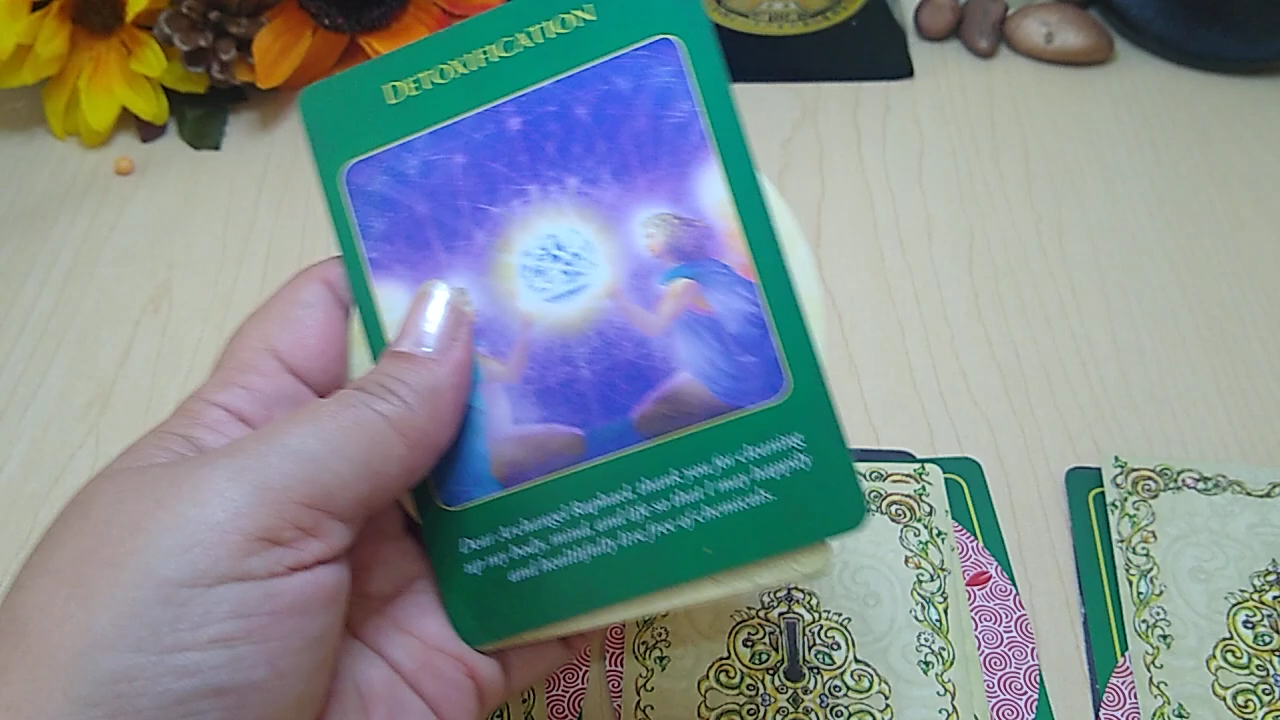 DETOXIFICATION
Dear Archangel Raphael, thank you for cleaning
up my body, mind, and life so that I may happily
and healthfully live free of chemicals.